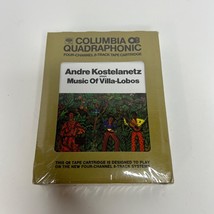 COLUMBIA
QUADRAPHONIC
FOUR-CHANNEL 8-TRACK TAPE CARTRIDGE
Andre Kostelanetz
Music Of Villa-Lobos
THIS Q8 TAPE CARTRIDGE IS DESIGNED TO PLAY
ON THE NEW FOUR-CHANNEL 8-TRACK SYSTEM